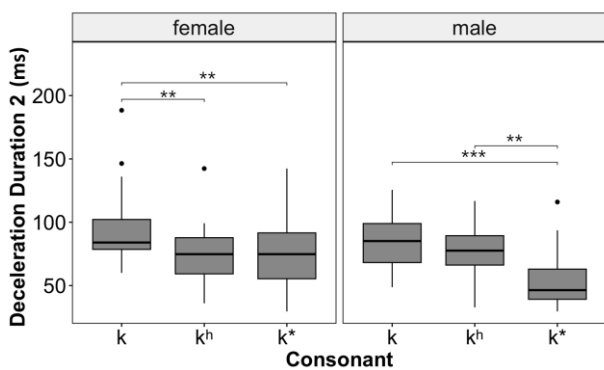 female male
Deceleration Duration 2 (ms)
200
150
100
50
** 
**
**
***
k kʰ k* k kʰ k*
Consonant